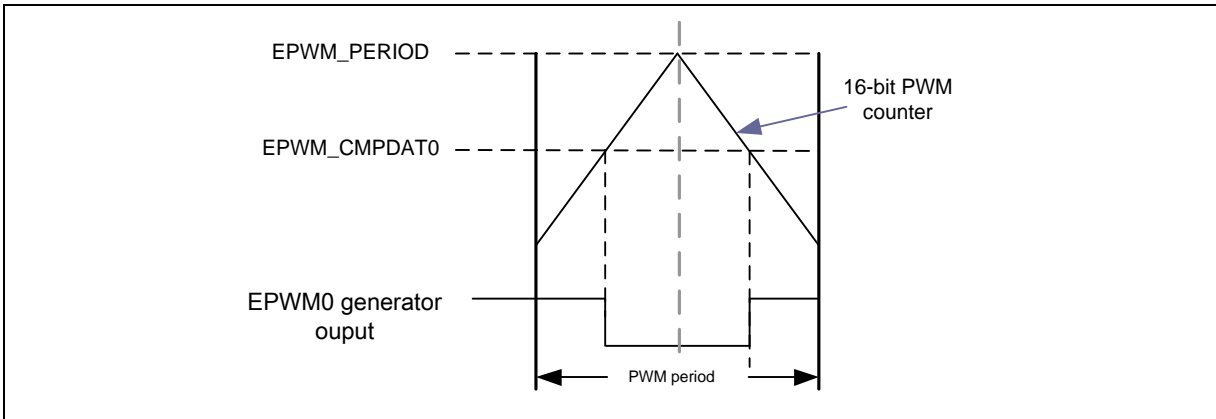 EPWM_PERIOD
16-bit PWM
counter
EPWM_CMPDAT0
EPWM0 generator
ouput
PWM period